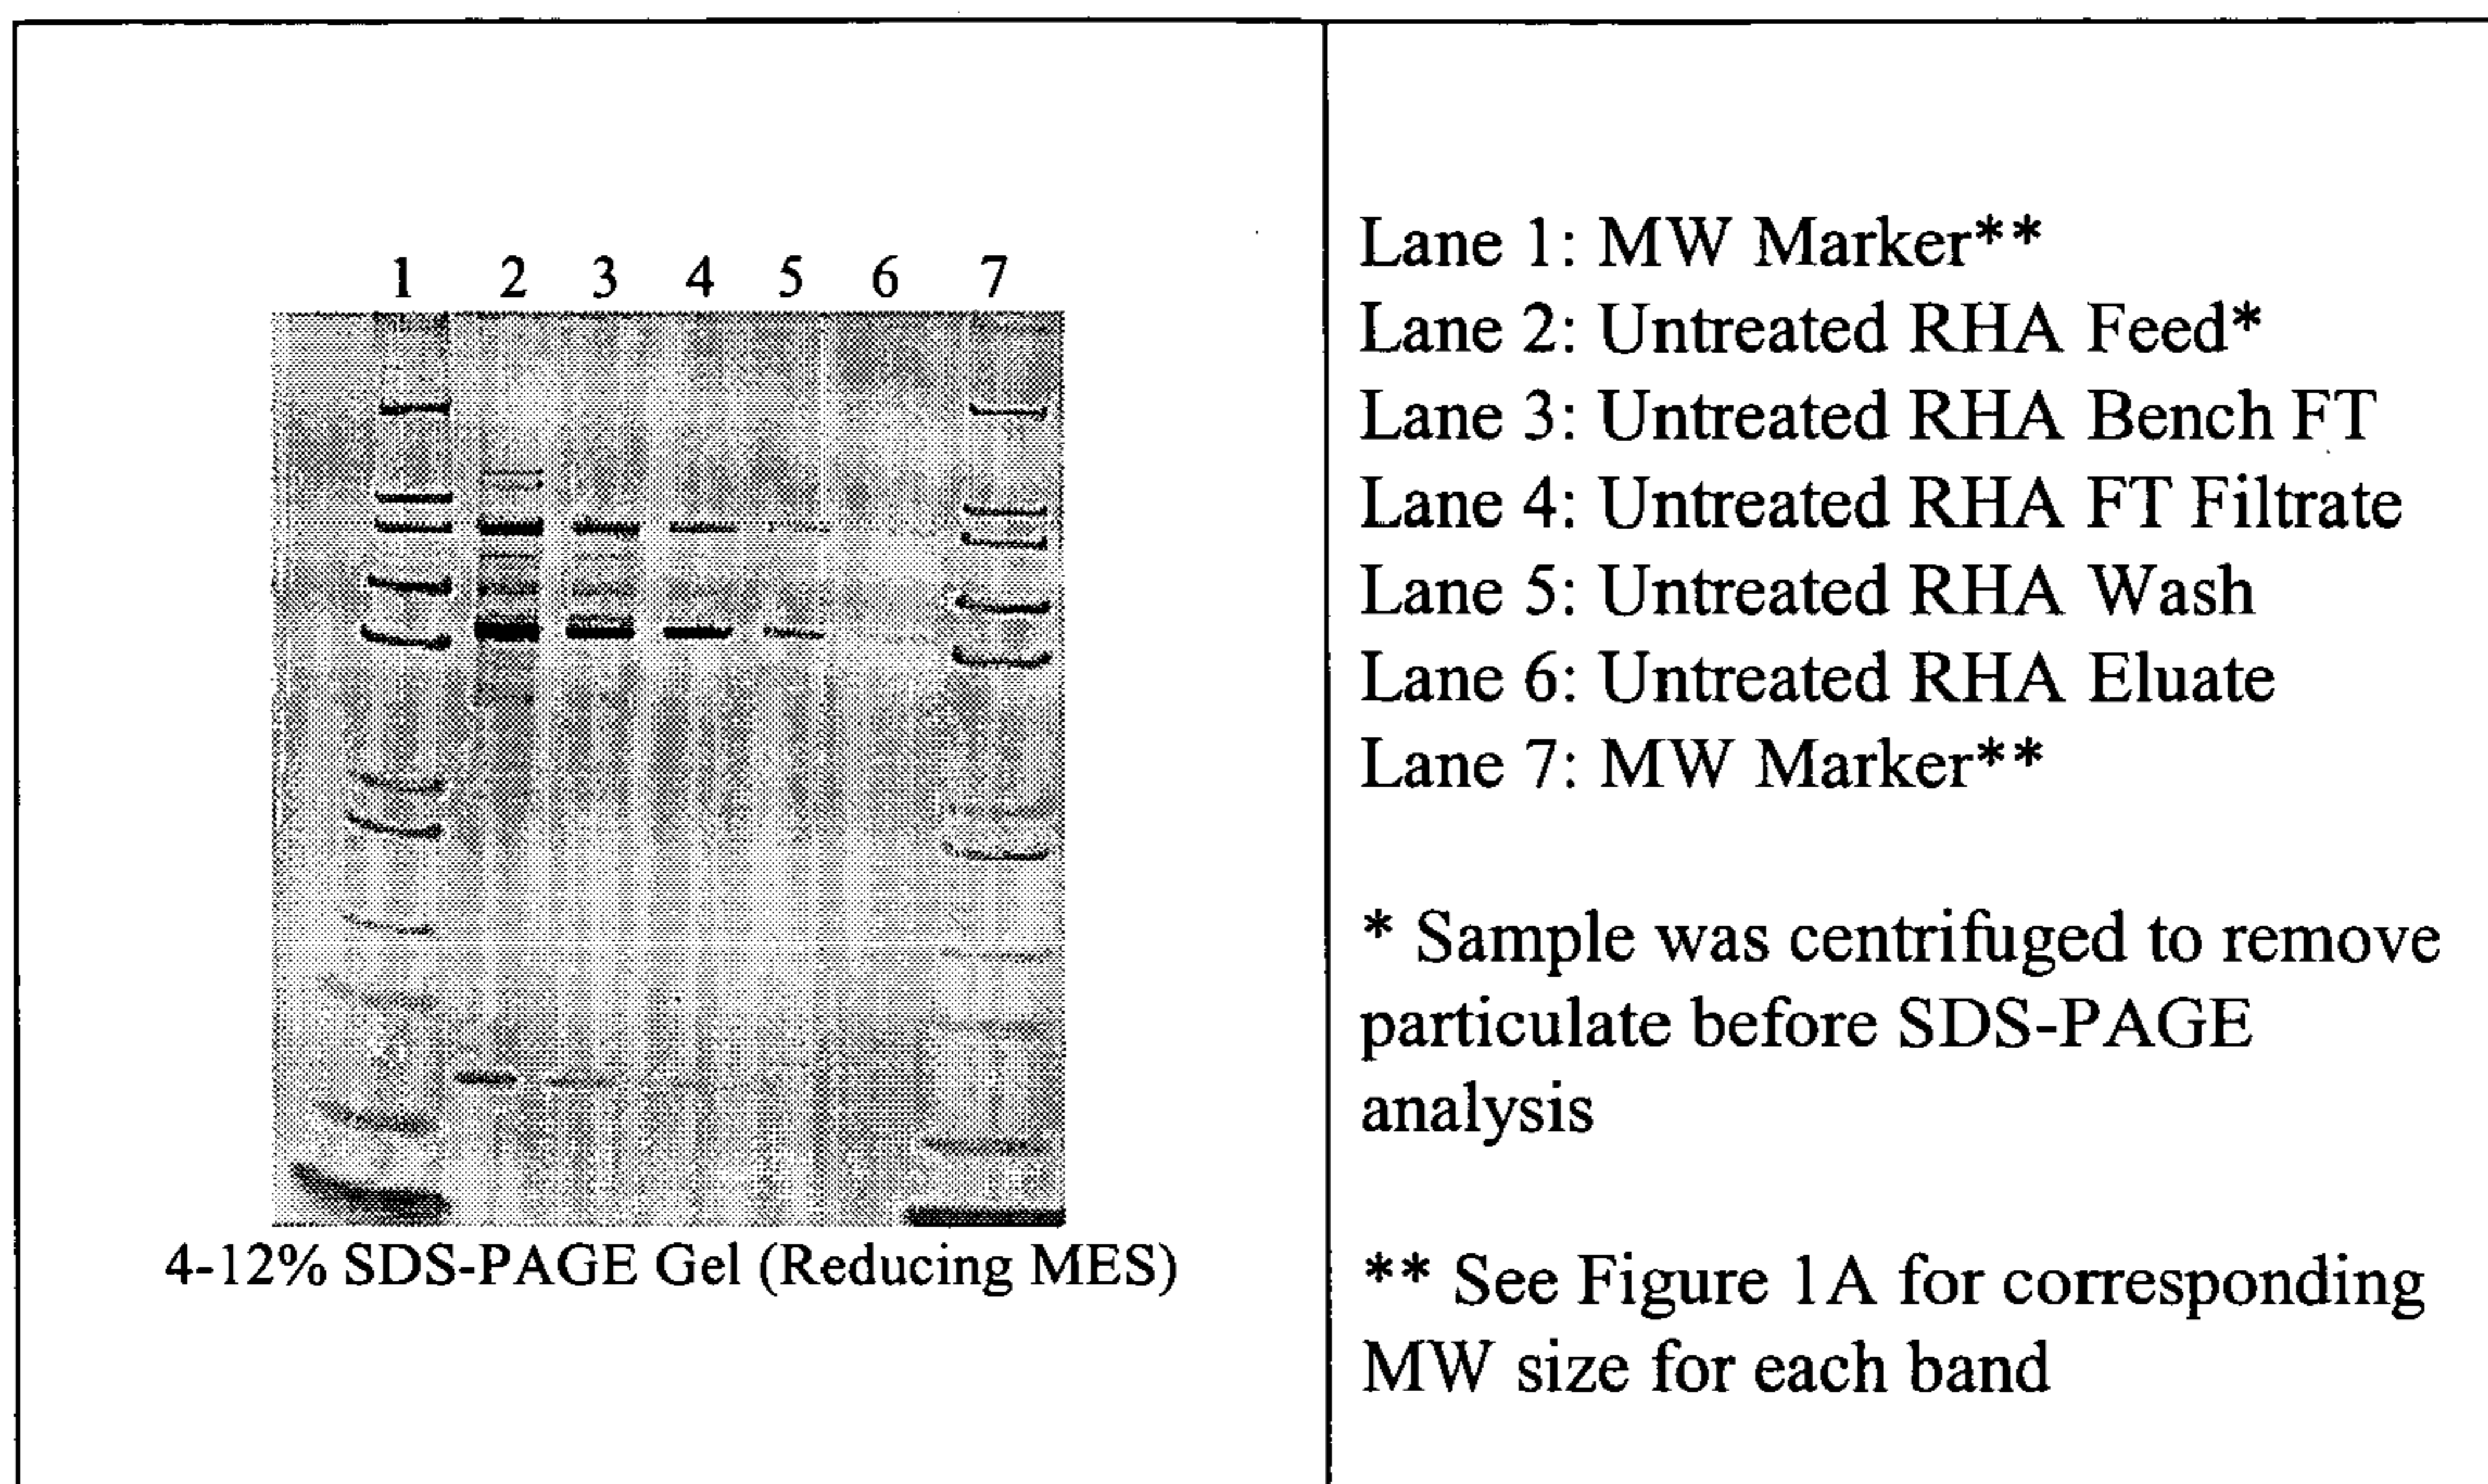 1 2 3 4 5 6 7
4-12% SDS-PAGE Gel (Reducing MES)
Lane 1: MW Marker**
Lane 2: Untreated RHA Feed*
Lane 3: Untreated RHA Bench FT
Lane 4: Untreated RHA FT Filtrate
Lane 5: Untreated RHA Wash
Lane 6: Untreated RHA Eluate
Lane 7: MW Marker**
* Sample was centrifuged to remove
particulate before SDS-PAGE
analysis
** See Figure 1A for corresponding
MW size for each band